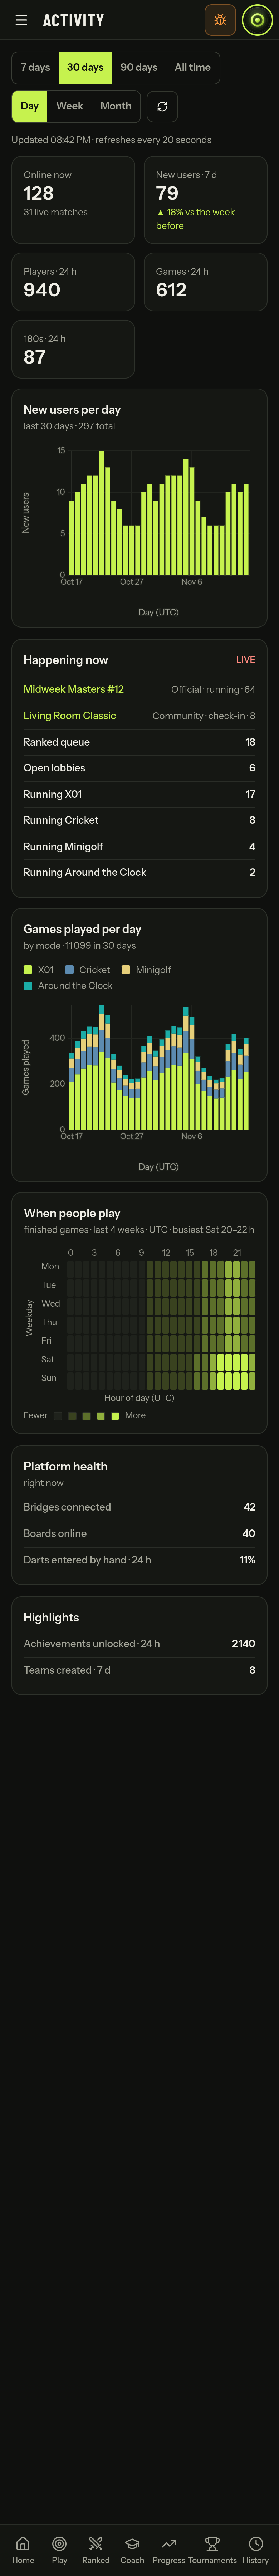 ACTIVITY
7 days 30 days 90 days All time
Day Week Month
Updated 08:42 PM · refreshes every 20 seconds
Online now
128
31 live matches
New users · 7 d
79
▲ 18% vs the week
before
Players · 24 h
940
Games · 24 h
612
180s · 24 h
87
New users per day
last 30 days · 297 total
15
10
5
0
New users
Oct 17 Oct 27 Nov 6
Day (UTC)
Happening now LIVE
Midweek Masters #12 Official · running · 64
Living Room Classic Community · check-in · 8
Ranked queue 18
Open lobbies 6
Running X01 17
Running Cricket 8
Running Minigolf 4
Running Around the Clock 2
Games played per day
by mode · 11099 in 30 days
X01 Cricket Minigolf
Around the Clock
400
200
0
Games played
Oct 17 Oct 27 Nov 6
Day (UTC)
When people play
finished games · last 4 weeks · UTC · busiest Sat 20–22 h
0 3 6 9 12 15 18 21
Mon
Tue
Wed
Thu
Fri
Sat
Sun
Weekday
Hour of day (UTC)
Fewer More
Platform health
right now
Bridges connected 42
Boards online 40
Darts entered by hand · 24 h 11%
Highlights
Achievements unlocked · 24 h 2140
Teams created · 7 d 8
Home Play Ranked Coach Progress Tournaments History